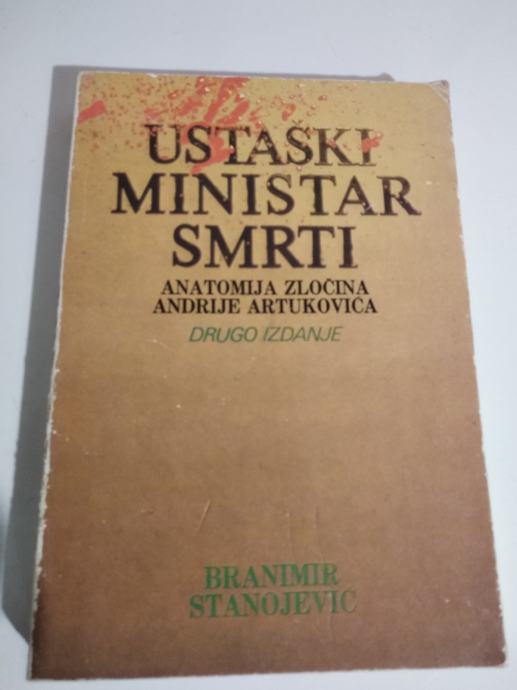 USTAŠKI
MINISTAR
SMRTI
ANATOMIJA ZLOČINA
ANDRIJE ARTUKOVIĆA
DRUGO IZDANJE
BRANIMIR
STANOJEVIĆ